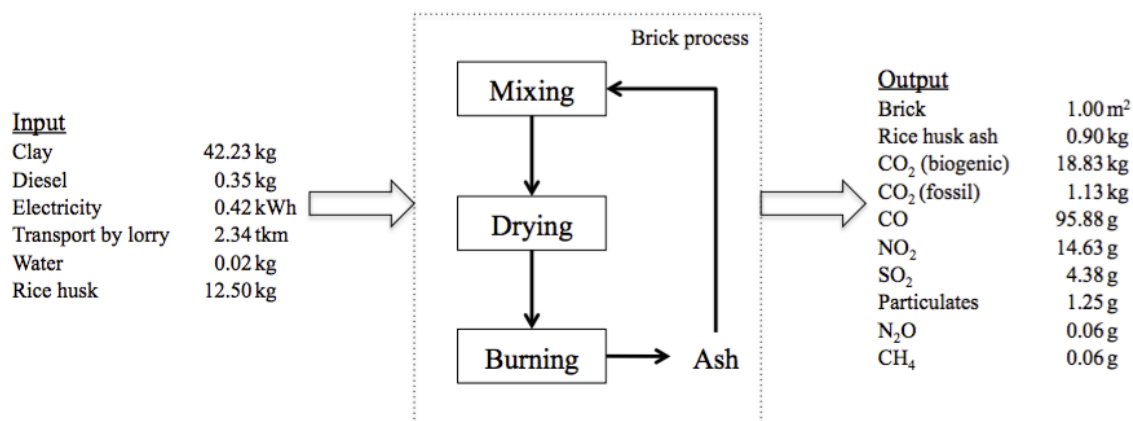 Brick process
Input
Clay 42.23 kg
Diesel 0.35 kg
Electricity 0.42 kWh
Transport by lorry 2.34 tkm
Water 0.02 kg
Rice husk 12.50 kg
Mixing
Drying
Burning
Ash
Output
Brick 1.00 m²
Rice husk ash 0.90 kg
CO₂ (biogenic) 18.83 kg
CO₂ (fossil) 1.13 kg
CO 95.88 g
NO₂ 14.63 g
SO₂ 4.38 g
Particulates 1.25 g
N₂O 0.06 g
CH₄ 0.06 g